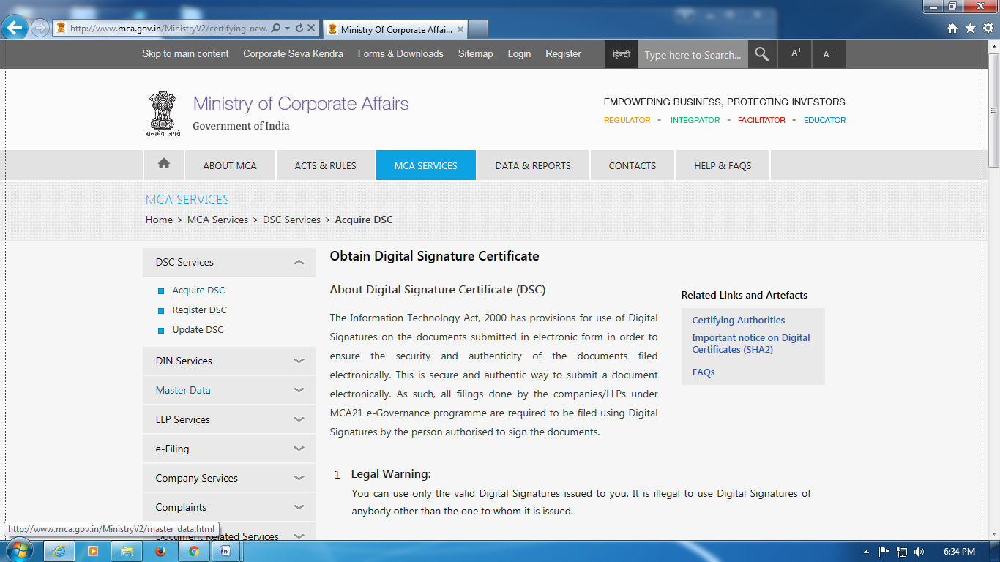 http://www.mca.gov.in/MinistryV2/certifying-new.
Ministry Of Corporate Affai...
Skip to main content Corporate Seva Kendra Forms & Downloads Sitemap Login Register हिन्दी Type here to Search... A+ A-
सत्यमेव जयते
Ministry of Corporate Affairs
Government of India
EMPOWERING BUSINESS, PROTECTING INVESTORS
REGULATOR • INTEGRATOR • FACILITATOR • EDUCATOR
ABOUT MCA ACTS & RULES MCA SERVICES DATA & REPORTS CONTACTS HELP & FAQS
MCA SERVICES
Home > MCA Services > DSC Services > Acquire DSC
DSC Services
Acquire DSC
Register DSC
Update DSC
DIN Services
Master Data
LLP Services
e-Filing
Company Services
Complaints
Document Related Services
Obtain Digital Signature Certificate
About Digital Signature Certificate (DSC)
The Information Technology Act, 2000 has provisions for use of Digital
Signatures on the documents submitted in electronic form in order to
ensure the security and authenticity of the documents filed
electronically. This is secure and authentic way to submit a document
electronically. As such, all filings done by the companies/LLPs under
MCA21 e-Governance programme are required to be filed using Digital
Signatures by the person authorised to sign the documents.
Related Links and Artefacts
Certifying Authorities
Important notice on Digital
Certificates (SHA2)
FAQs
1 Legal Warning:
You can use only the valid Digital Signatures issued to you. It is illegal to use Digital Signatures of
anybody other than the one to whom it is issued.
http://www.mca.gov.in/MinistryV2/master_data.html
6:34 PM